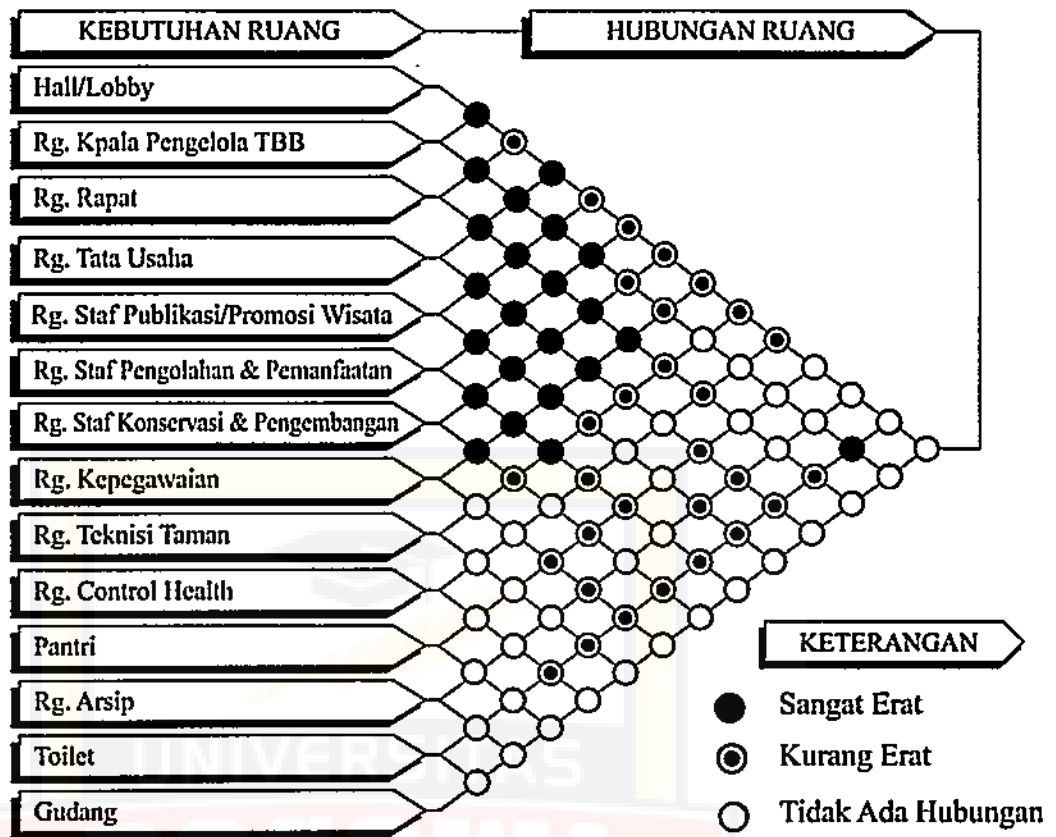 KEBUTUHAN RUANG
HUBUNGAN RUANG
Hall/Lobby
Rg. Kpala Pengelola TBB
Rg. Rapat
Rg. Tata Usaha
Rg. Staf Publikasi/Promosi Wisata
Rg. Staf Pengolahan & Pemanfaatan
Rg. Staf Konservasi & Pengembangan
Rg. Kepegawaian
Rg. Teknisi Taman
Rg. Control Health
Pantri
Rg. Arsip
Toilet
Gudang
KETERANGAN
Sangat Erat
Kurang Erat
Tidak Ada Hubungan
UNIVERSITAS